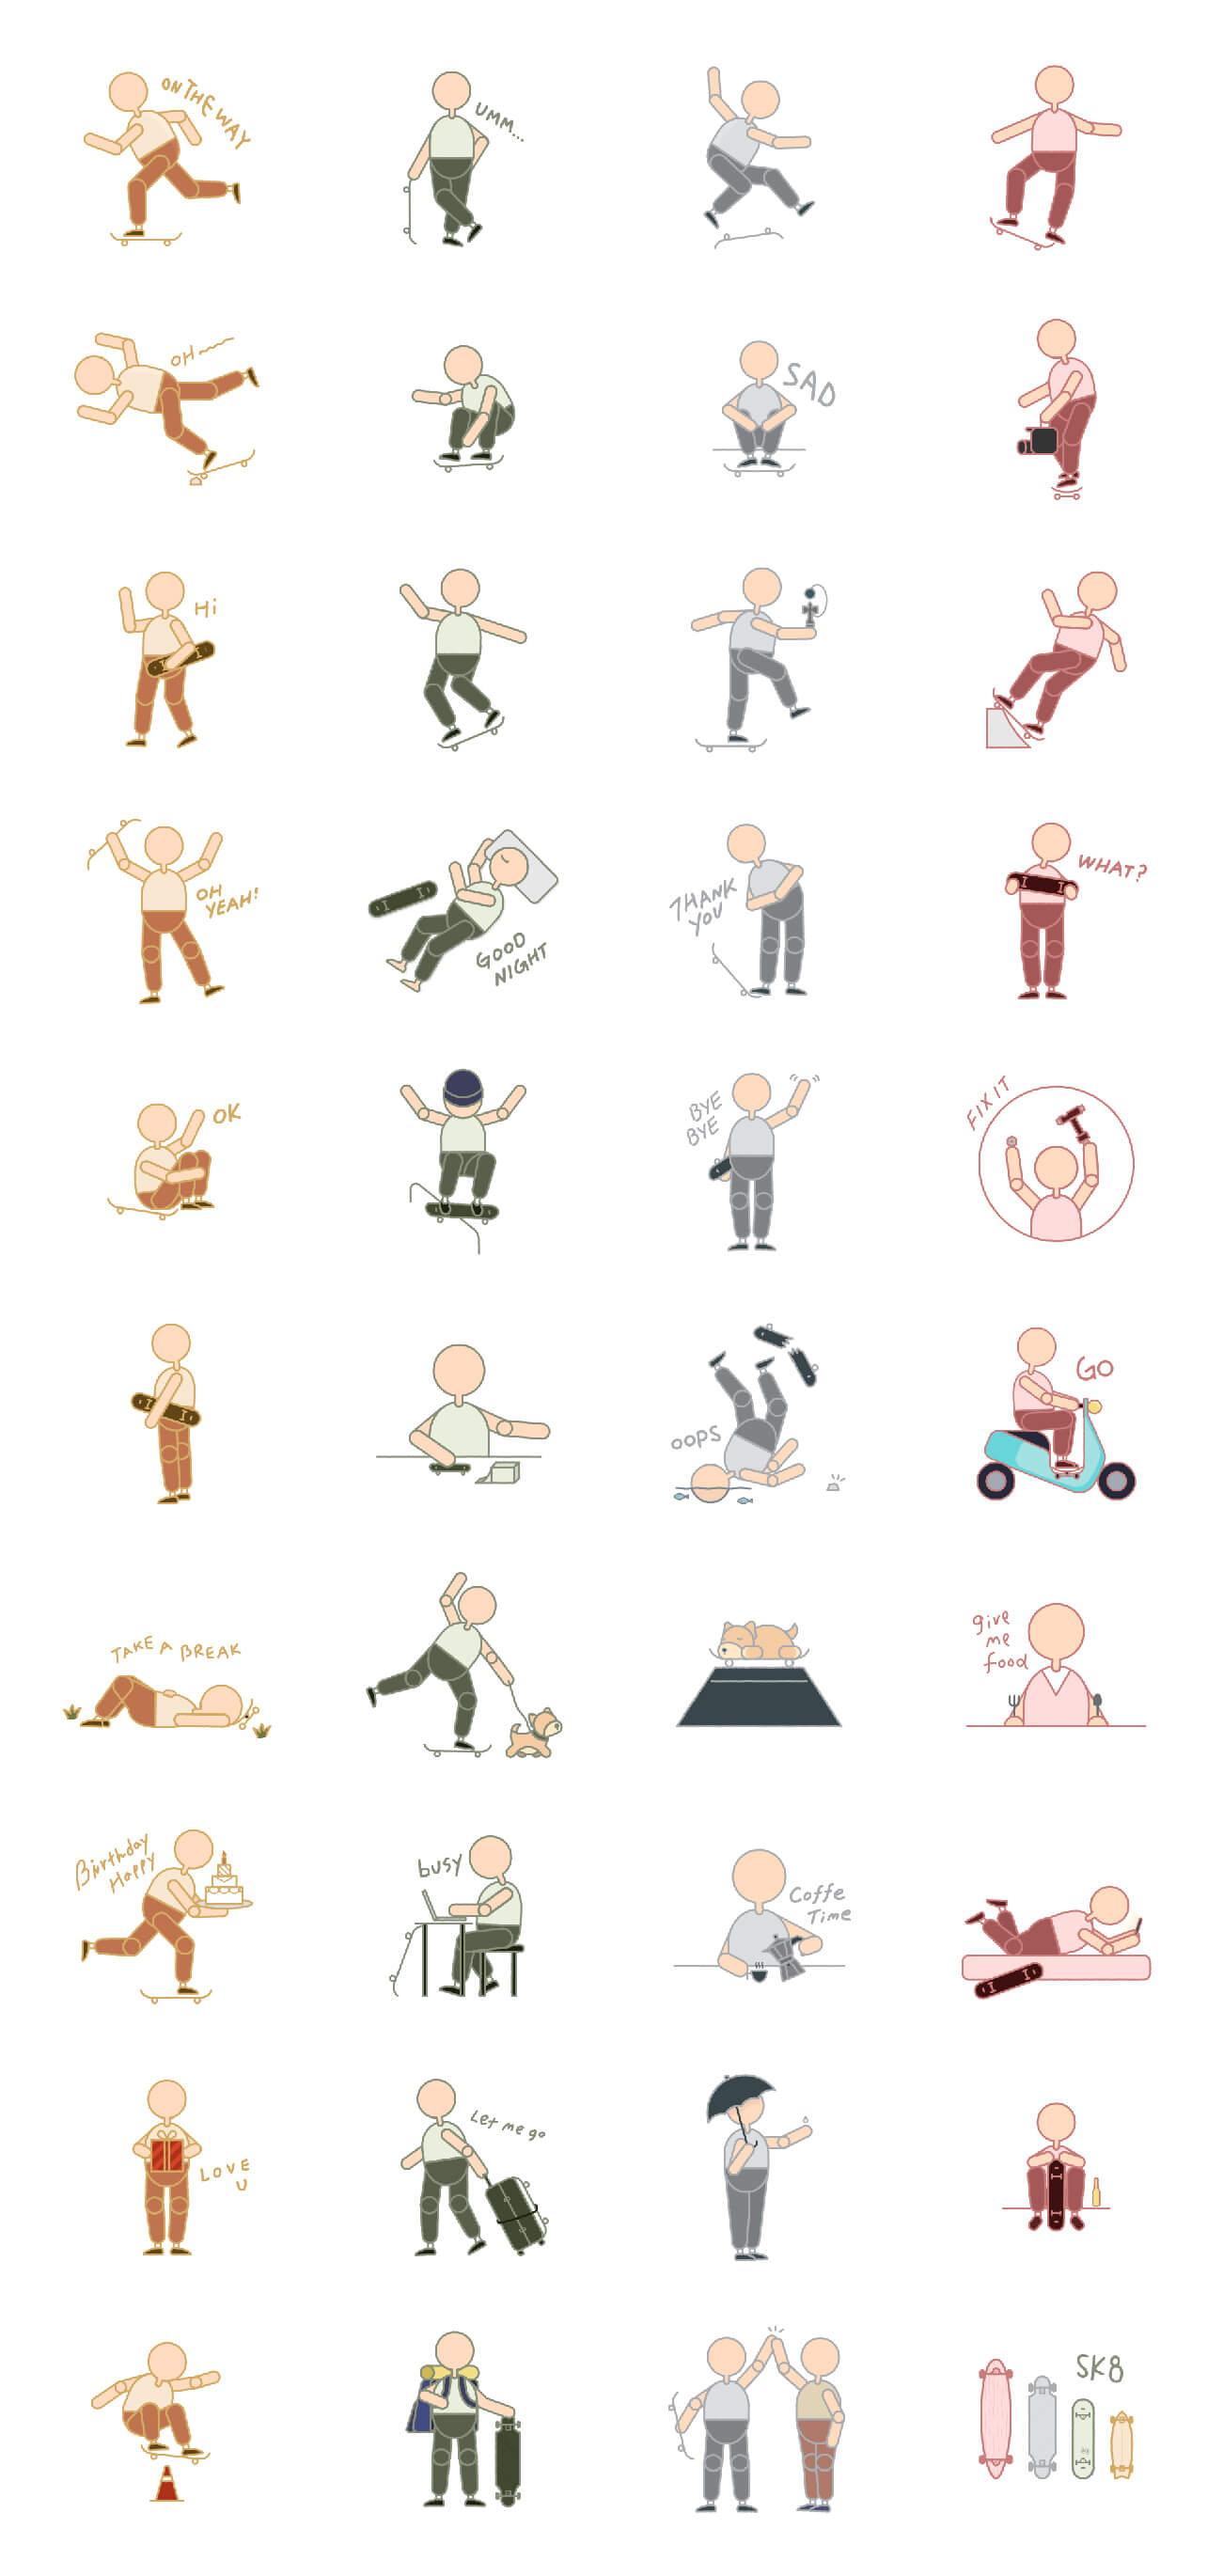 ON THE WAY
UMM...
OH
SAD
Hi
OH
YEAH!
GOOD
NIGHT
THANK
YOU
WHAT?
OK
BYE
BYE
FIX IT
OOPS
GO
TAKE A BREAK
give
me
food
Birthday
Happy
busy
Coffe
Time
LOVE
U
Let me go
SK8